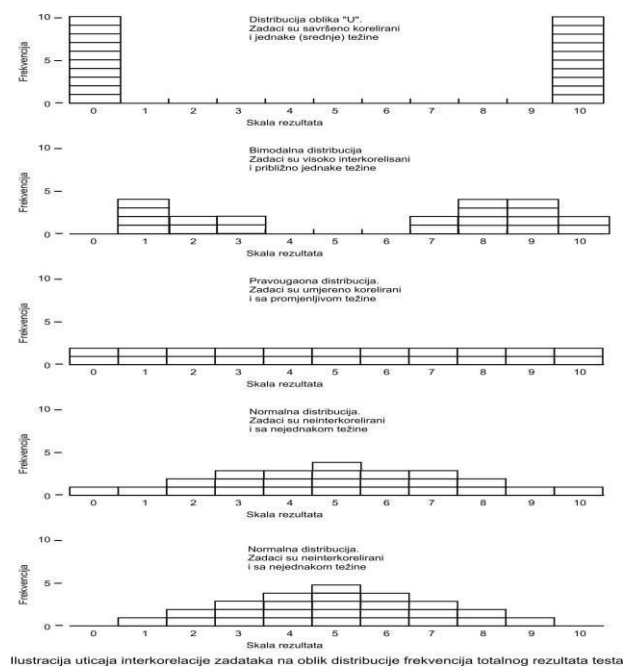 Distribucija oblika "U".
Zadaci su savršeno korelirani
i jednake (srednje) težine
Frekvencija
10
5
0
0 1 2 3 4 5 6 7 8 9 10
Skala rezultata
Bimodalna distribucija
Zadaci su visoko interkorelisani
i približno jednake težine
Frekvencija
10
5
0
0 1 2 3 4 5 6 7 8 9 10
Skala rezultata
Pravougaona distribucija.
Zadaci su umjereno korelirani
i sa promjenljivom težine
Frekvencija
10
5
0
0 1 2 3 4 5 6 7 8 9 10
Skala rezultata
Normalna distribucija.
Zadaci su neinterkorelirani
i sa nejednakom težine
Frekvencija
10
5
0
0 1 2 3 4 5 6 7 8 9 10
Skala rezultata
Normalna distribucija.
Zadaci su neinterkorelirani
i sa nejednakom težine
Frekvencija
10
5
0
0 1 2 3 4 5 6 7 8 9 10
Skala rezultata
Ilustracija uticaja interkorelacije zadataka na oblik distribucije frekvencija totalnog rezultata testa